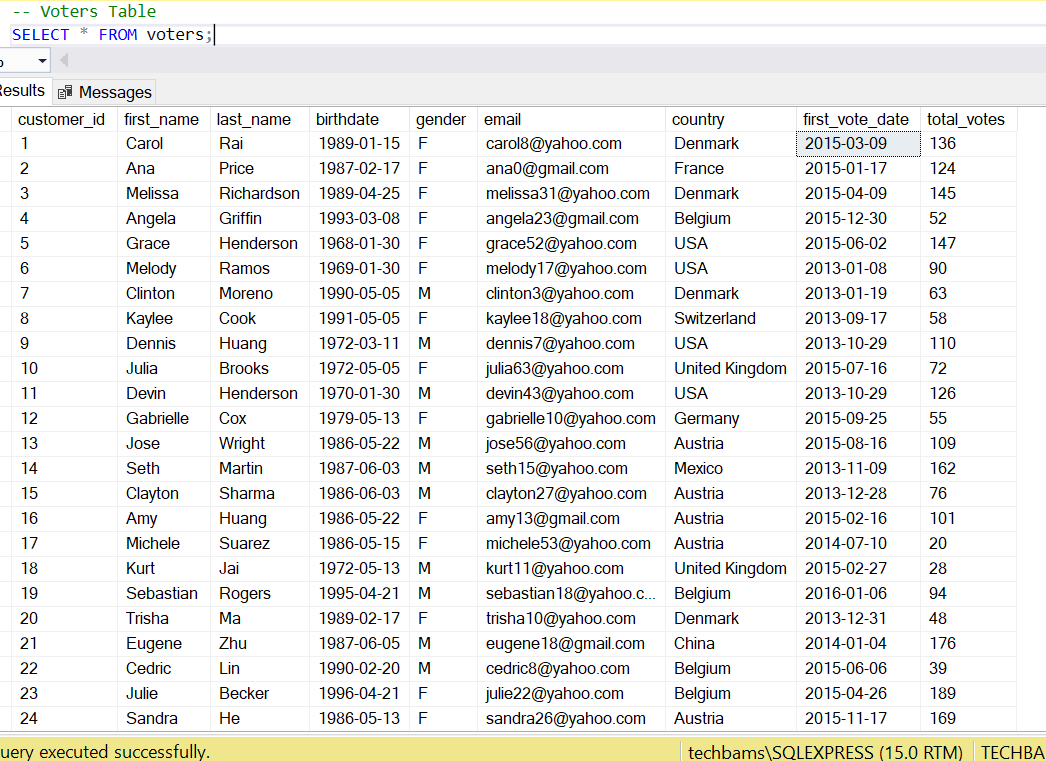 -- Voters Table
SELECT * FROM voters;
Results Messages
customer_id first_name last_name birthdate gender email country first_vote_date total_votes
1 Carol Rai 1989-01-15 F carol8@yahoo.com Denmark 2015-03-09 136
2 Ana Price 1987-02-17 F ana0@gmail.com France 2015-01-17 124
3 Melissa Richardson 1989-04-25 F melissa31@yahoo.com Denmark 2015-04-09 145
4 Angela Griffin 1993-03-08 F angela23@gmail.com Belgium 2015-12-30 52
5 Grace Henderson 1968-01-30 F grace52@yahoo.com USA 2015-06-02 147
6 Melody Ramos 1969-01-30 F melody17@yahoo.com USA 2013-01-08 90
7 Clinton Moreno 1990-05-05 M clinton3@yahoo.com Denmark 2013-01-19 63
8 Kaylee Cook 1991-05-05 F kaylee18@yahoo.com Switzerland 2013-09-17 58
9 Dennis Huang 1972-03-11 M dennis7@yahoo.com USA 2013-10-29 110
10 Julia Brooks 1972-05-05 F julia63@yahoo.com United Kingdom 2015-07-16 72
11 Devin Henderson 1970-01-30 M devin43@yahoo.com USA 2013-10-29 126
12 Gabrielle Cox 1979-05-13 F gabrielle10@yahoo.com Germany 2015-09-25 55
13 Jose Wright 1986-05-22 M jose56@yahoo.com Austria 2015-08-16 109
14 Seth Martin 1987-06-03 M seth15@yahoo.com Mexico 2013-11-09 162
15 Clayton Sharma 1986-06-03 M clayton27@yahoo.com Austria 2013-12-28 76
16 Amy Huang 1986-05-22 F amy13@gmail.com Austria 2015-02-16 101
17 Michele Suarez 1986-05-15 F michele53@yahoo.com Austria 2014-07-10 20
18 Kurt Jai 1972-05-13 M kurt11@yahoo.com United Kingdom 2015-02-27 28
19 Sebastian Rogers 1995-04-21 M sebastian18@yahoo.c... Belgium 2016-01-06 94
20 Trisha Ma 1989-02-17 F trisha10@yahoo.com Denmark 2013-12-31 48
21 Eugene Zhu 1987-06-05 M eugene18@gmail.com China 2014-01-04 176
22 Cedric Lin 1990-02-20 M cedric8@yahoo.com Belgium 2015-06-06 39
23 Julie Becker 1996-04-21 F julie22@yahoo.com Belgium 2015-04-26 189
24 Sandra He 1986-05-13 F sandra26@yahoo.com Austria 2015-11-17 169
uery executed successfully. techbams\SQLEXPRESS (15.0 RTM) TECHBA